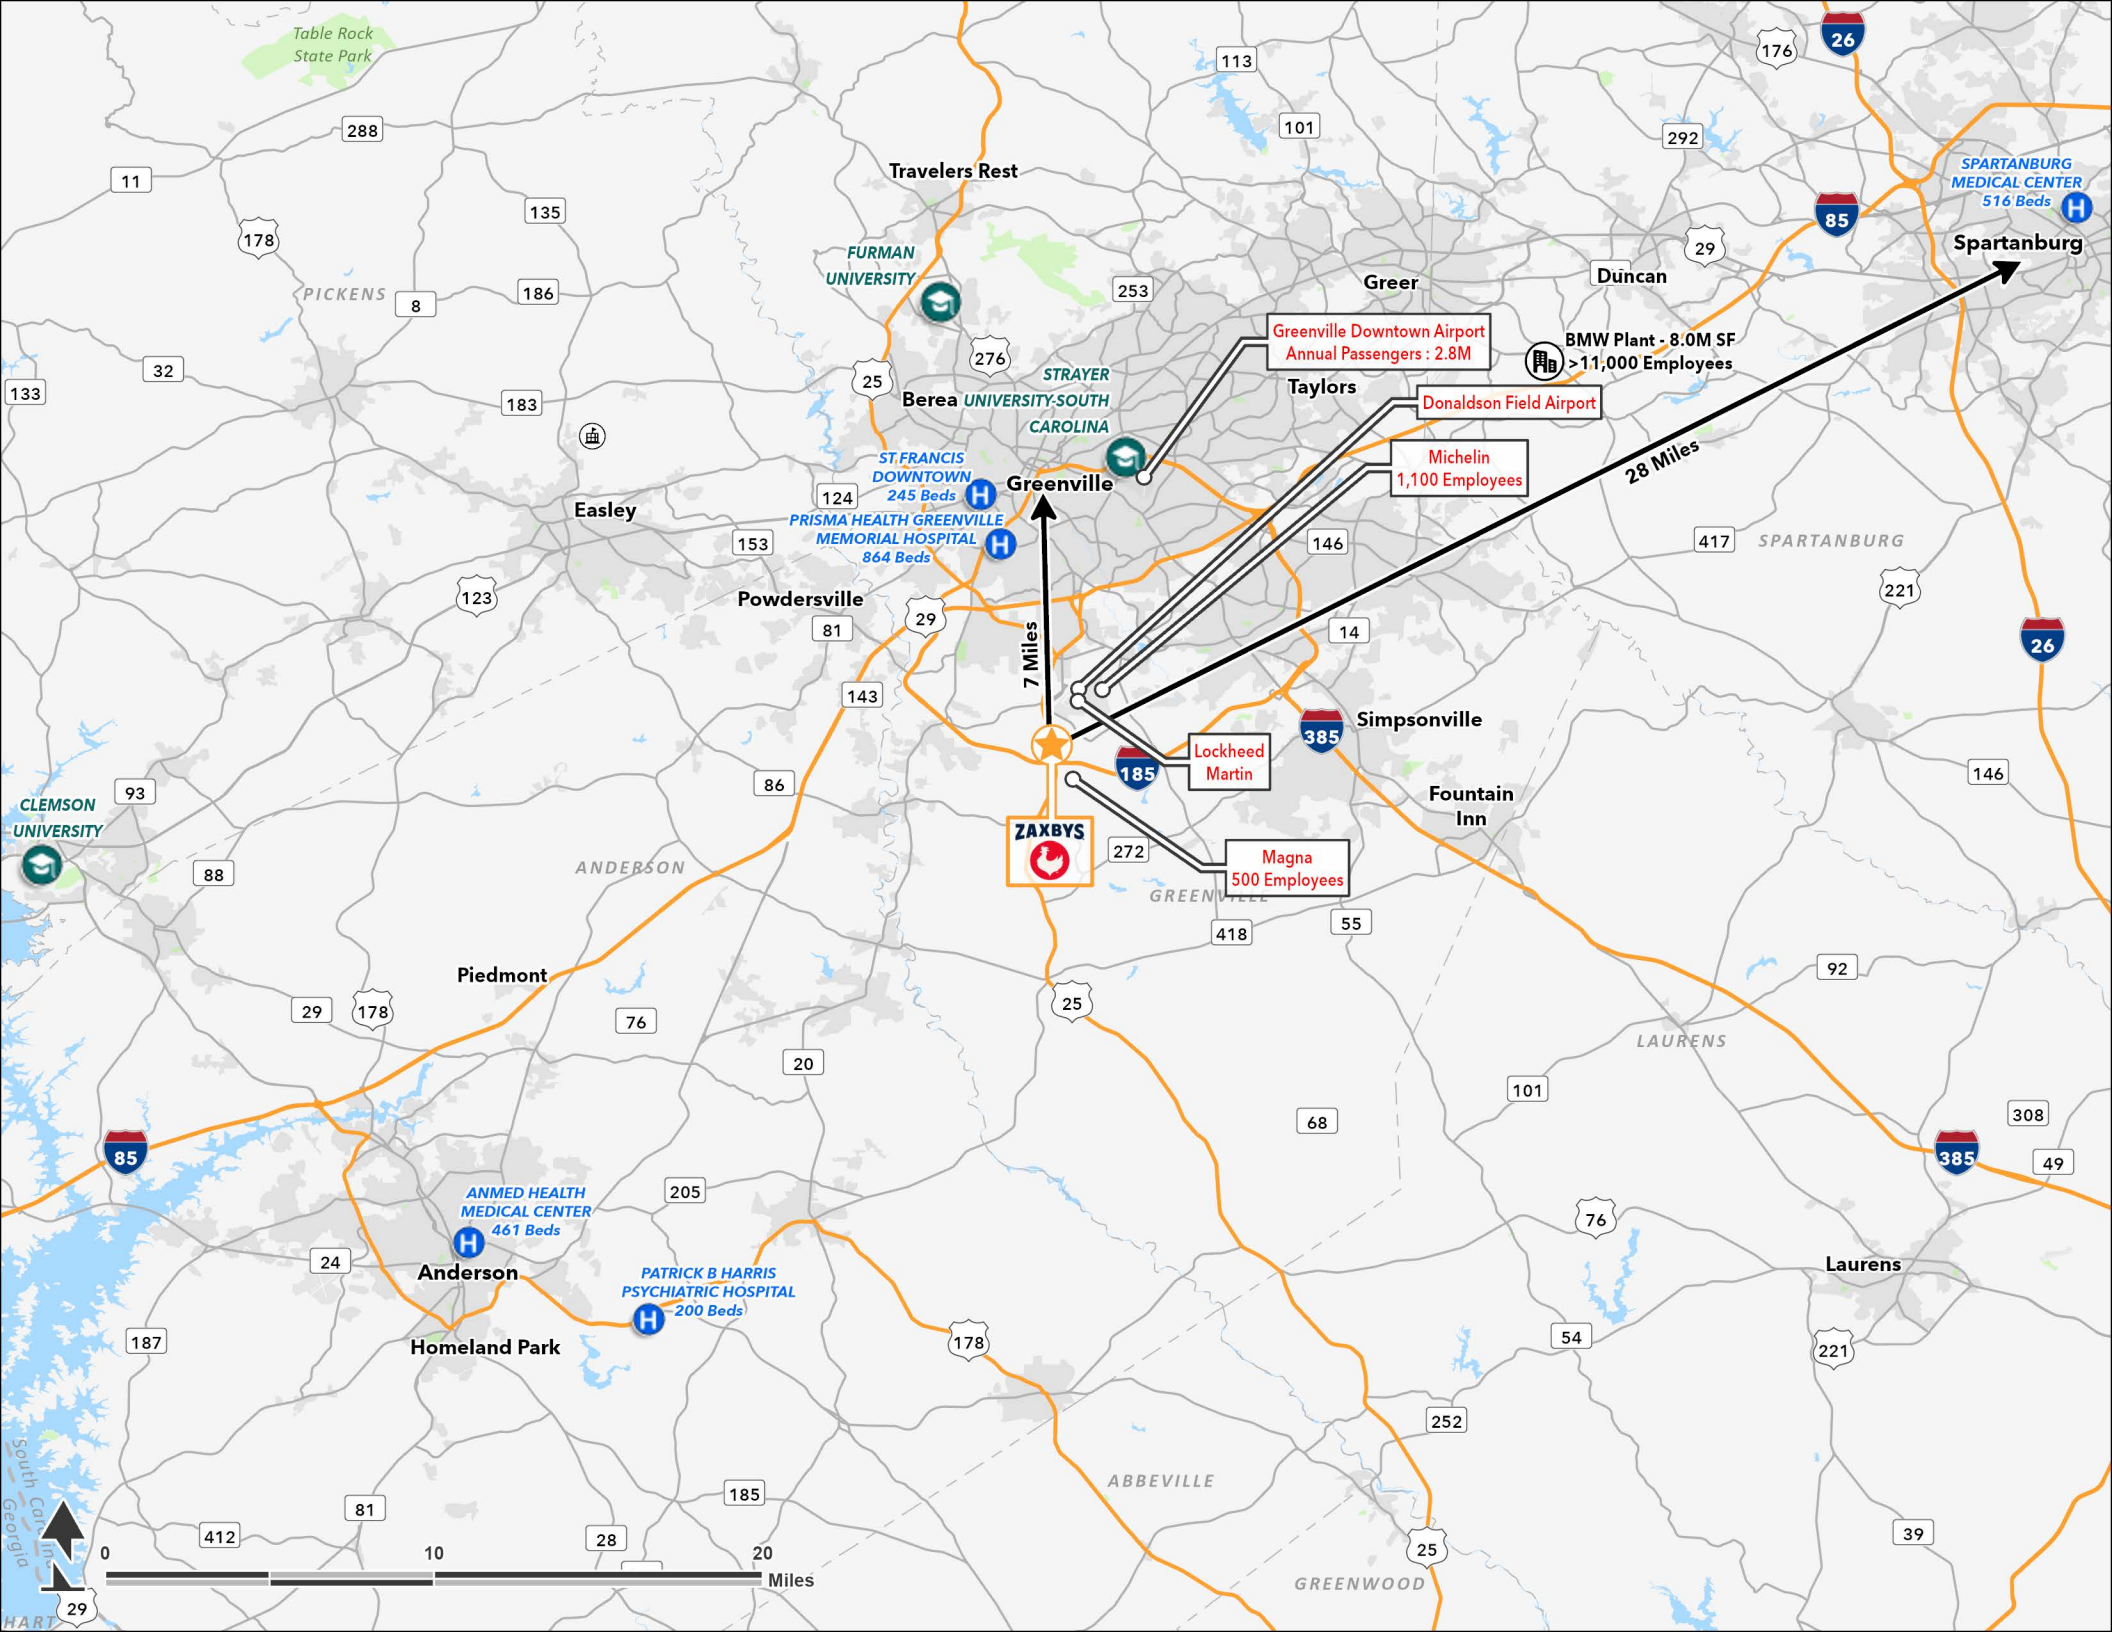 Table Rock
State Park
113
176
26
288
101
292
11
Travelers Rest
SPARTANBURG
MEDICAL CENTER
516 Beds
H
135
178
85
29
Spartanburg
FURMAN
UNIVERSITY
PICKENS
8
186
253
Greer
Duncan
Greenville Downtown Airport
Annual Passengers : 2.8M
BMW Plant - 8.0M SF
>11,000 Employees
276
32
133
25
STRAYER
UNIVERSITY-SOUTH
CAROLINA
Taylors
183
Berea
Donaldson Field Airport
ST FRANCIS
DOWNTOWN
245 Beds
H
Michelin
1,100 Employees
28 Miles
124
Greenville
Easley
PRISMA HEALTH GREENVILLE
MEMORIAL HOSPITAL
864 Beds
H
153
146
417
SPARTANBURG
123
Powdersville
221
29
81
14
26
7 Miles
143
Simpsonville
385
Lockheed
Martin
185
146
86
93
CLEMSON
UNIVERSITY
Fountain
Inn
ZAXBYS
272
Magna
500 Employees
88
ANDERSON
GREENVILLE
418
55
92
Piedmont
29
178
76
25
LAURENS
20
101
68
308
85
385
49
205
ANMED HEALTH
MEDICAL CENTER
461 Beds
H
76
24
Anderson
Laurens
PATRICK B HARRIS
PSYCHIATRIC HOSPITAL
200 Beds
H
187
Homeland Park
178
54
221
252
South Carolina
Georgia
ABBEVILLE
185
81
412
28
25
39
0 10 20
Miles
GREENWOOD
29
HART